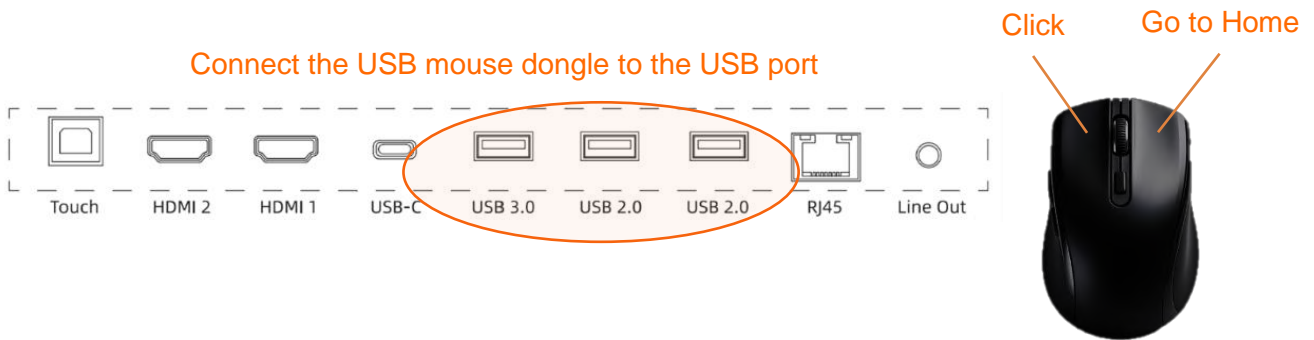 Click
Go to Home
Connect the USB mouse dongle to the USB port
Touch
HDMI 2
HDMI 1
USB-C
USB 3.0
USB 2.0
USB 2.0
RJ45
Line Out